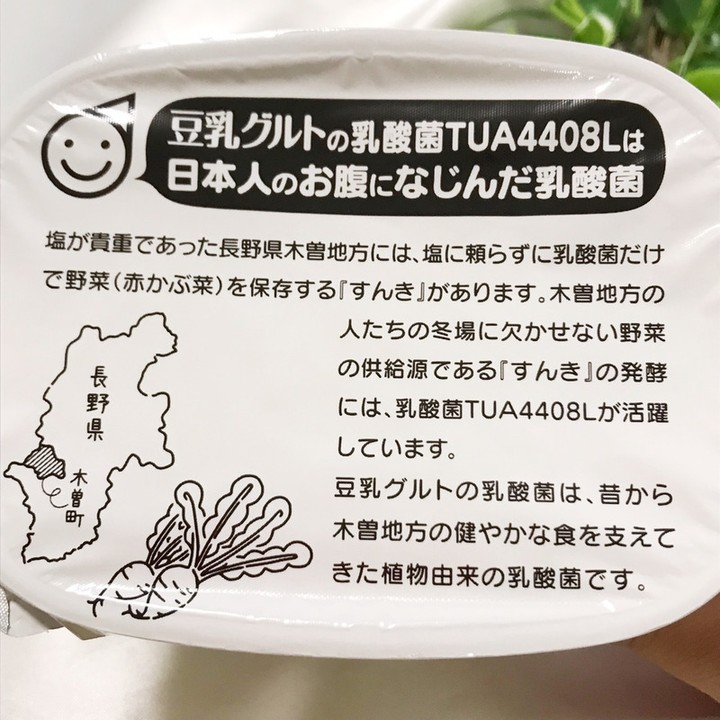 豆乳グルトの乳酸菌TUA4408Lは
日本人のお腹になじんだ乳酸菌
塩が貴重であった長野県木曽地方には、塩に頼らずに乳酸菌だけ
で野菜(赤かぶ菜)を保存する『すんき』があります。木曽地方の
人たちの冬場に欠かせない野菜
の供給源である『すんき』の発酵
には、乳酸菌TUA4408Lが活躍
しています。
豆乳グルトの乳酸菌は、昔から
木曽地方の健やかな食を支えて
きた植物由来の乳酸菌です。
長野県
木曽町